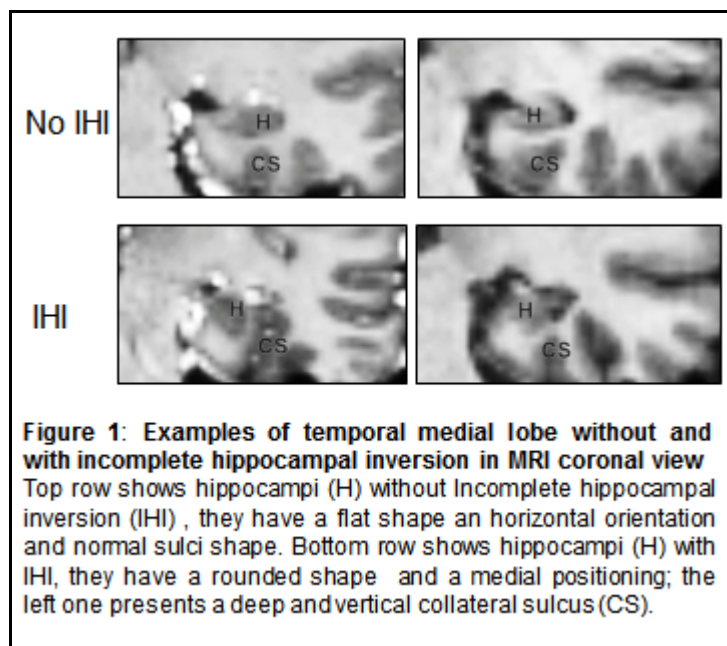 No IHI
H
CS
H
CS
IHI
H
CS
H
CS
Figure 1: Examples of temporal medial lobe without and
with incomplete hippocampal inversion in MRI coronal view
Top row shows hippocampi (H) without Incomplete hippocampal
inversion (IHI) , they have a flat shape an horizontal orientation
and normal sulci shape. Bottom row shows hippocampi (H) with
IHI, they have a rounded shape and a medial positioning; the
left one presents a deep and vertical collateral sulcus (CS).